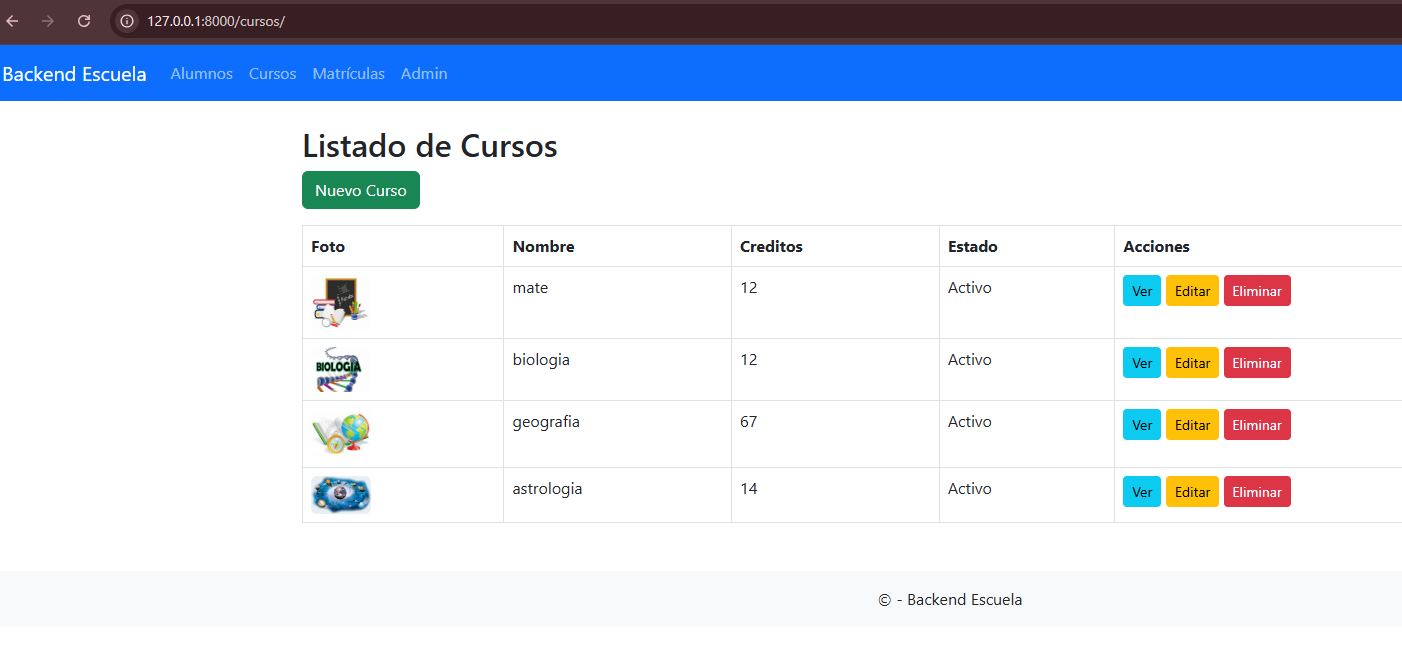 127.0.0.1:8000/cursos/
Backend Escuela Alumnos Cursos Matrículas Admin
Listado de Cursos
Nuevo Curso
Foto Nombre Creditos Estado Acciones
mate 12 Activo Ver Editar Eliminar
BIOLOGÍA biologia 12 Activo Ver Editar Eliminar
geografia 67 Activo Ver Editar Eliminar
astrologia 14 Activo Ver Editar Eliminar
© - Backend Escuela